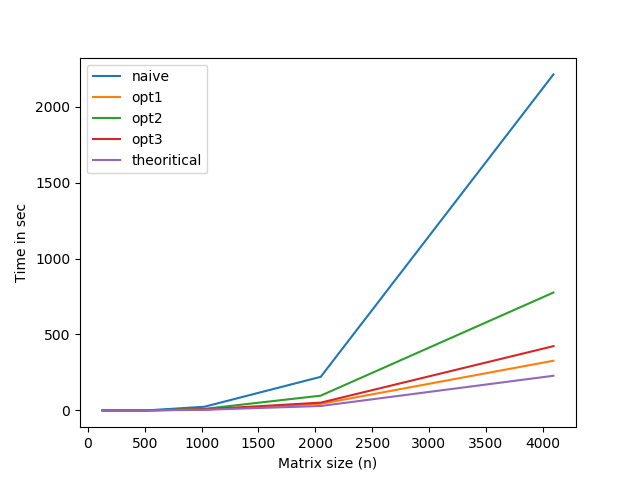 naive
opt1
opt2
opt3
theoritical
2000
1500
1000
500
0
Time in sec
0 500 1000 1500 2000 2500 3000 3500 4000
Matrix size (n)